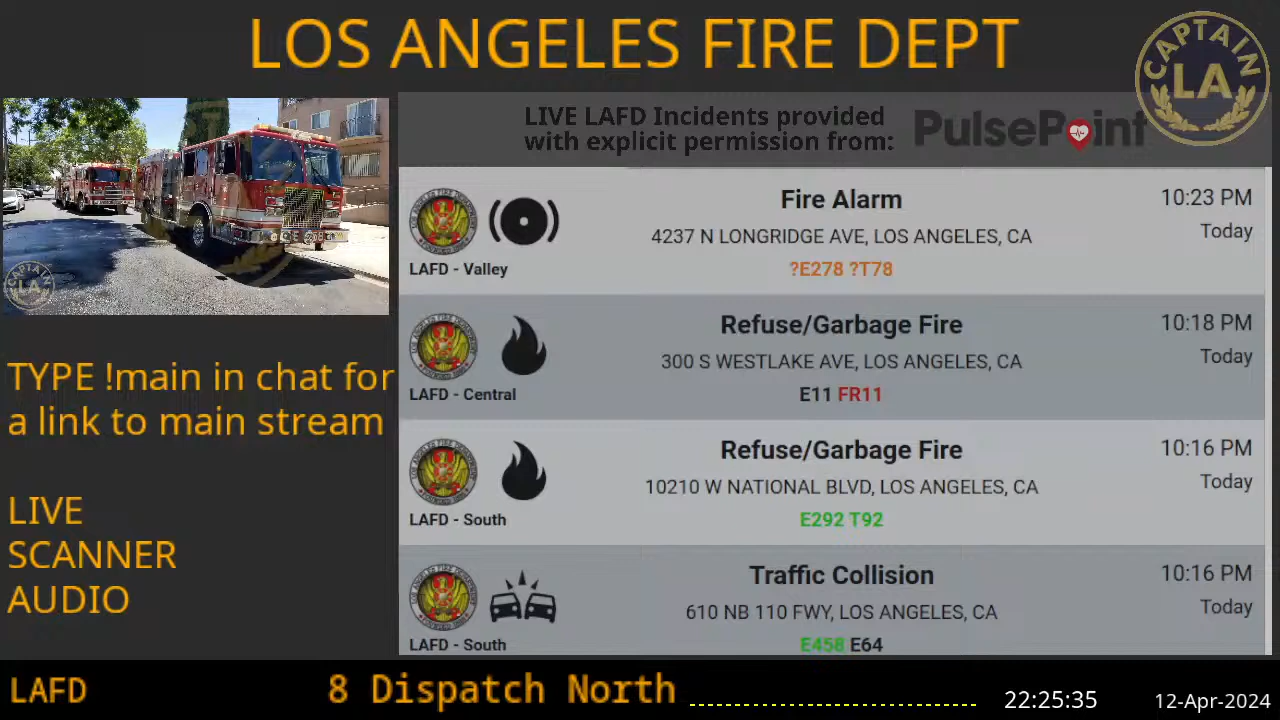 LOS ANGELES FIRE DEPT
CAPTAIN
LA
LIVE LAFD Incidents provided
with explicit permission from:
PulsePoint
Fire Alarm
10:23 PM
4237 N LONGRIDGE AVE, LOS ANGELES, CA
Today
LAFD - Valley
?E278 ?T78
Refuse/Garbage Fire
10:18 PM
300 S WESTLAKE AVE, LOS ANGELES, CA
Today
LAFD - Central
E11 FR11
Refuse/Garbage Fire
10:16 PM
10210 W NATIONAL BLVD, LOS ANGELES, CA
Today
LAFD - South
E292 T92
Traffic Collision
10:16 PM
610 NB 110 FWY, LOS ANGELES, CA
Today
LAFD - South
E458 E64
CAPTAIN
LA
TYPE !main in chat for
a link to main stream
LIVE
SCANNER
AUDIO
LAFD
8 Dispatch North
22:25:35
12-Apr-2024